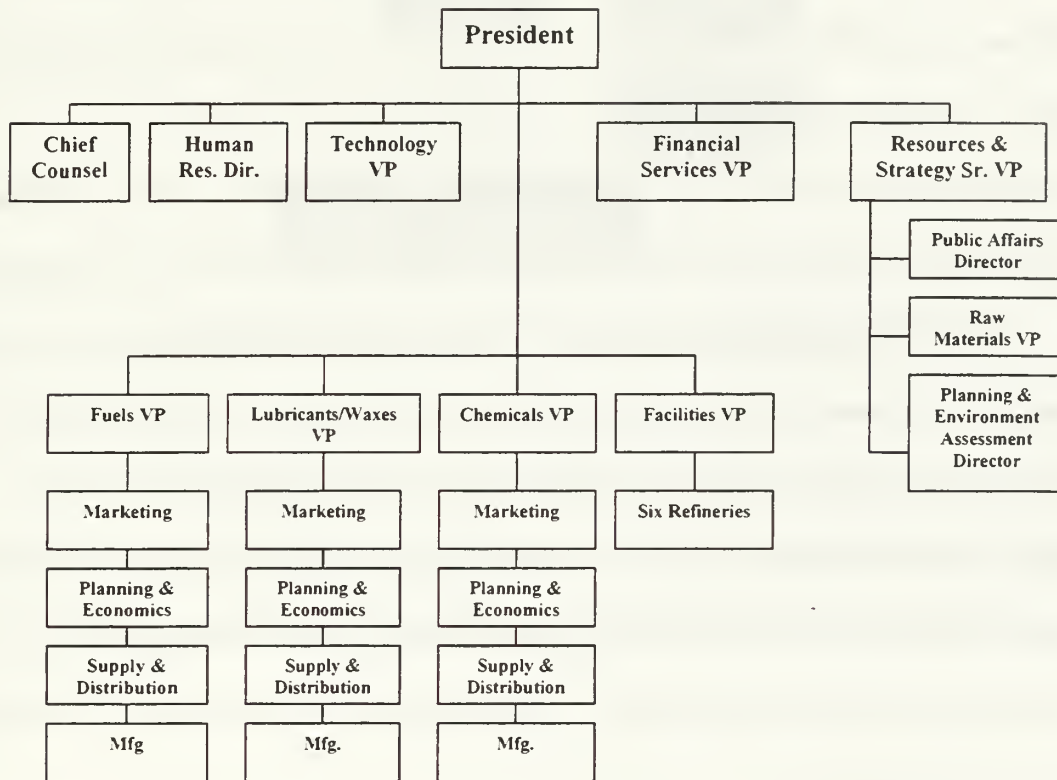 President
Chief
Counsel
Human
Res. Dir.
Technology
VP
Financial
Services VP
Resources &
Strategy Sr. VP
Public Affairs
Director
Raw
Materials VP
Planning &
Environment
Assessment
Director
Fuels VP
Lubricants/Waxes
VP
Chemicals VP
Facilities VP
Marketing
Marketing
Marketing
Six Refineries
Planning &
Economics
Planning &
Economics
Planning &
Economics
Supply &
Distribution
Supply &
Distribution
Supply &
Distribution
Mfg
Mfg.
Mfg.